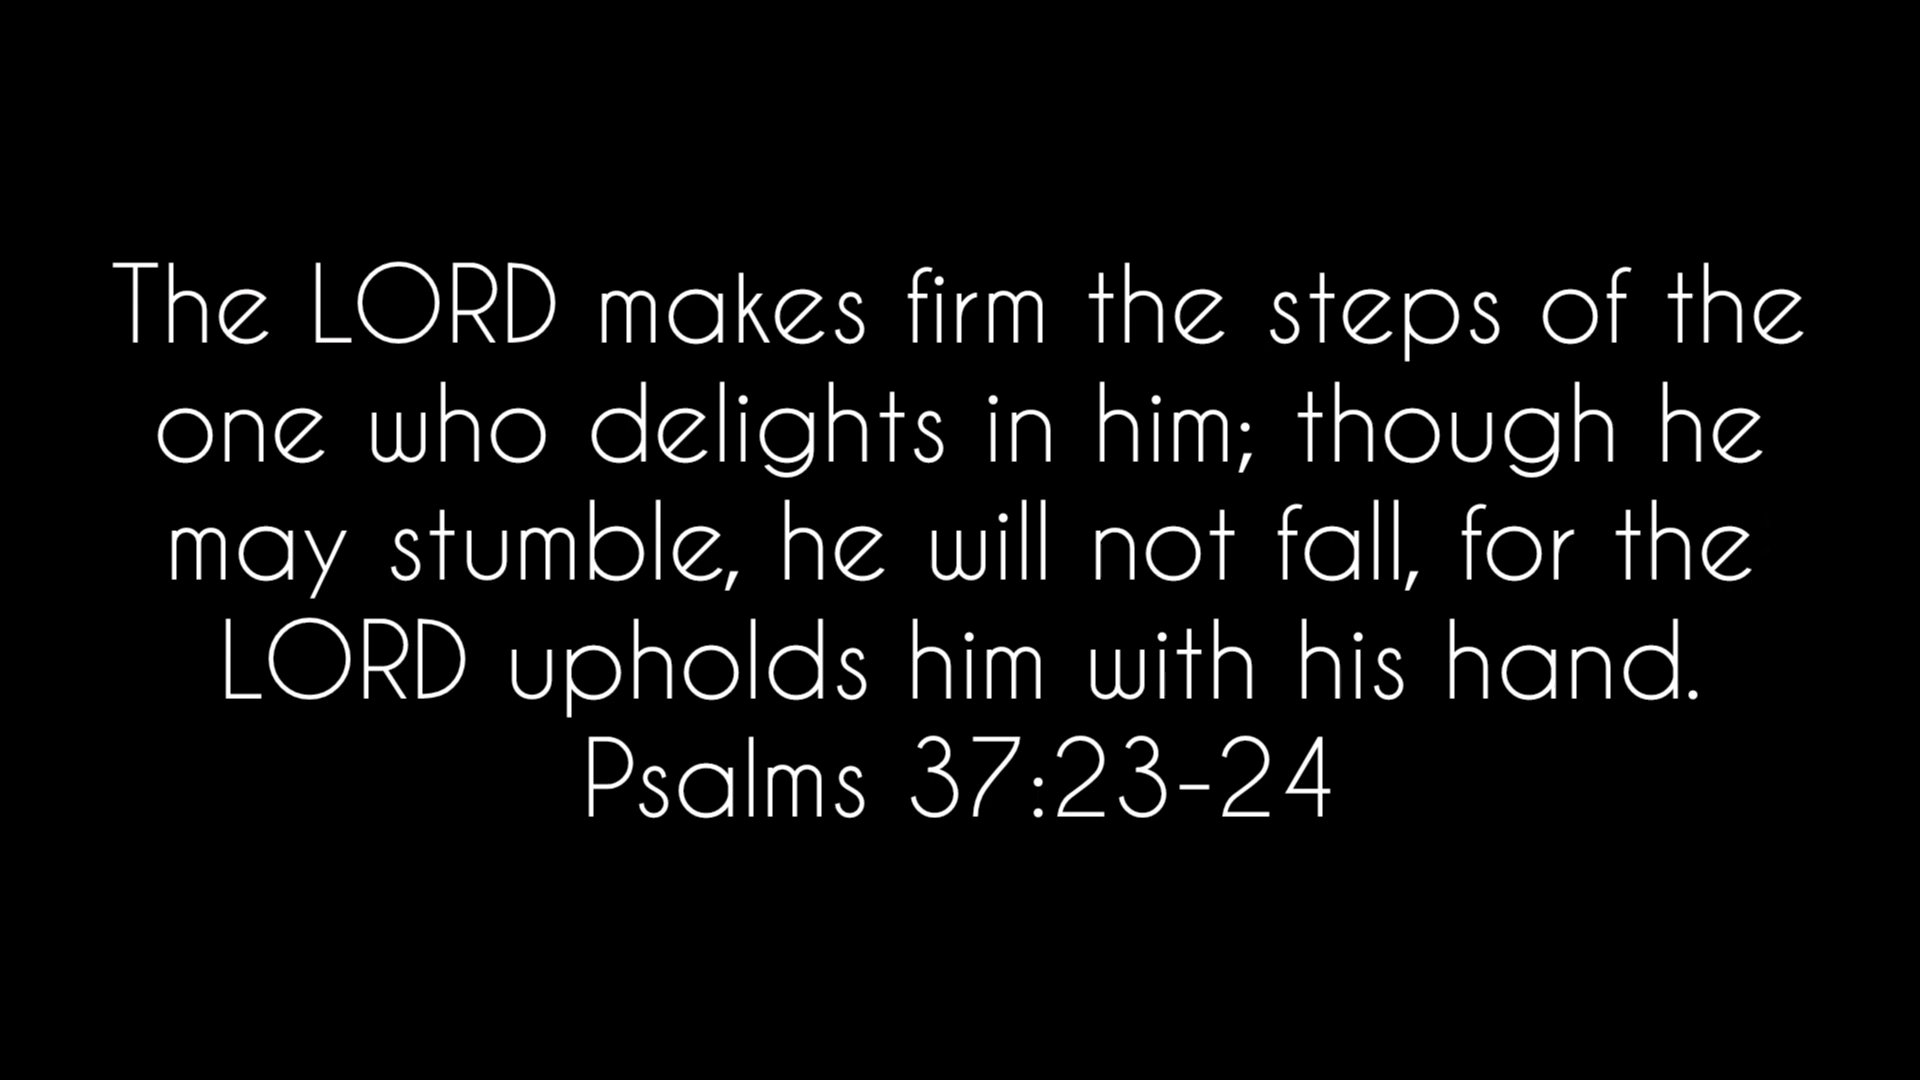 The LORD makes firm the steps of the
one who delights in him; though he
may stumble, he will not fall, for the
LORD upholds him with his hand.
Psalms 37:23-24